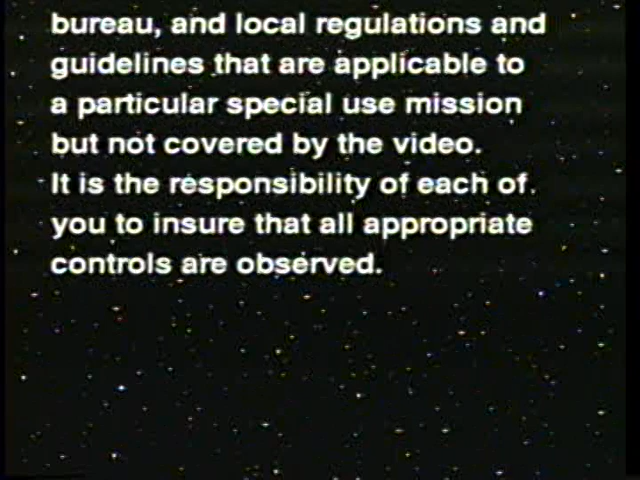 bureau, and local regulations and
guidelines that are applicable to
a particular special use mission
but not covered by the video.
It is the responsibility of each of
you to insure that all appropriate
controls are observed.